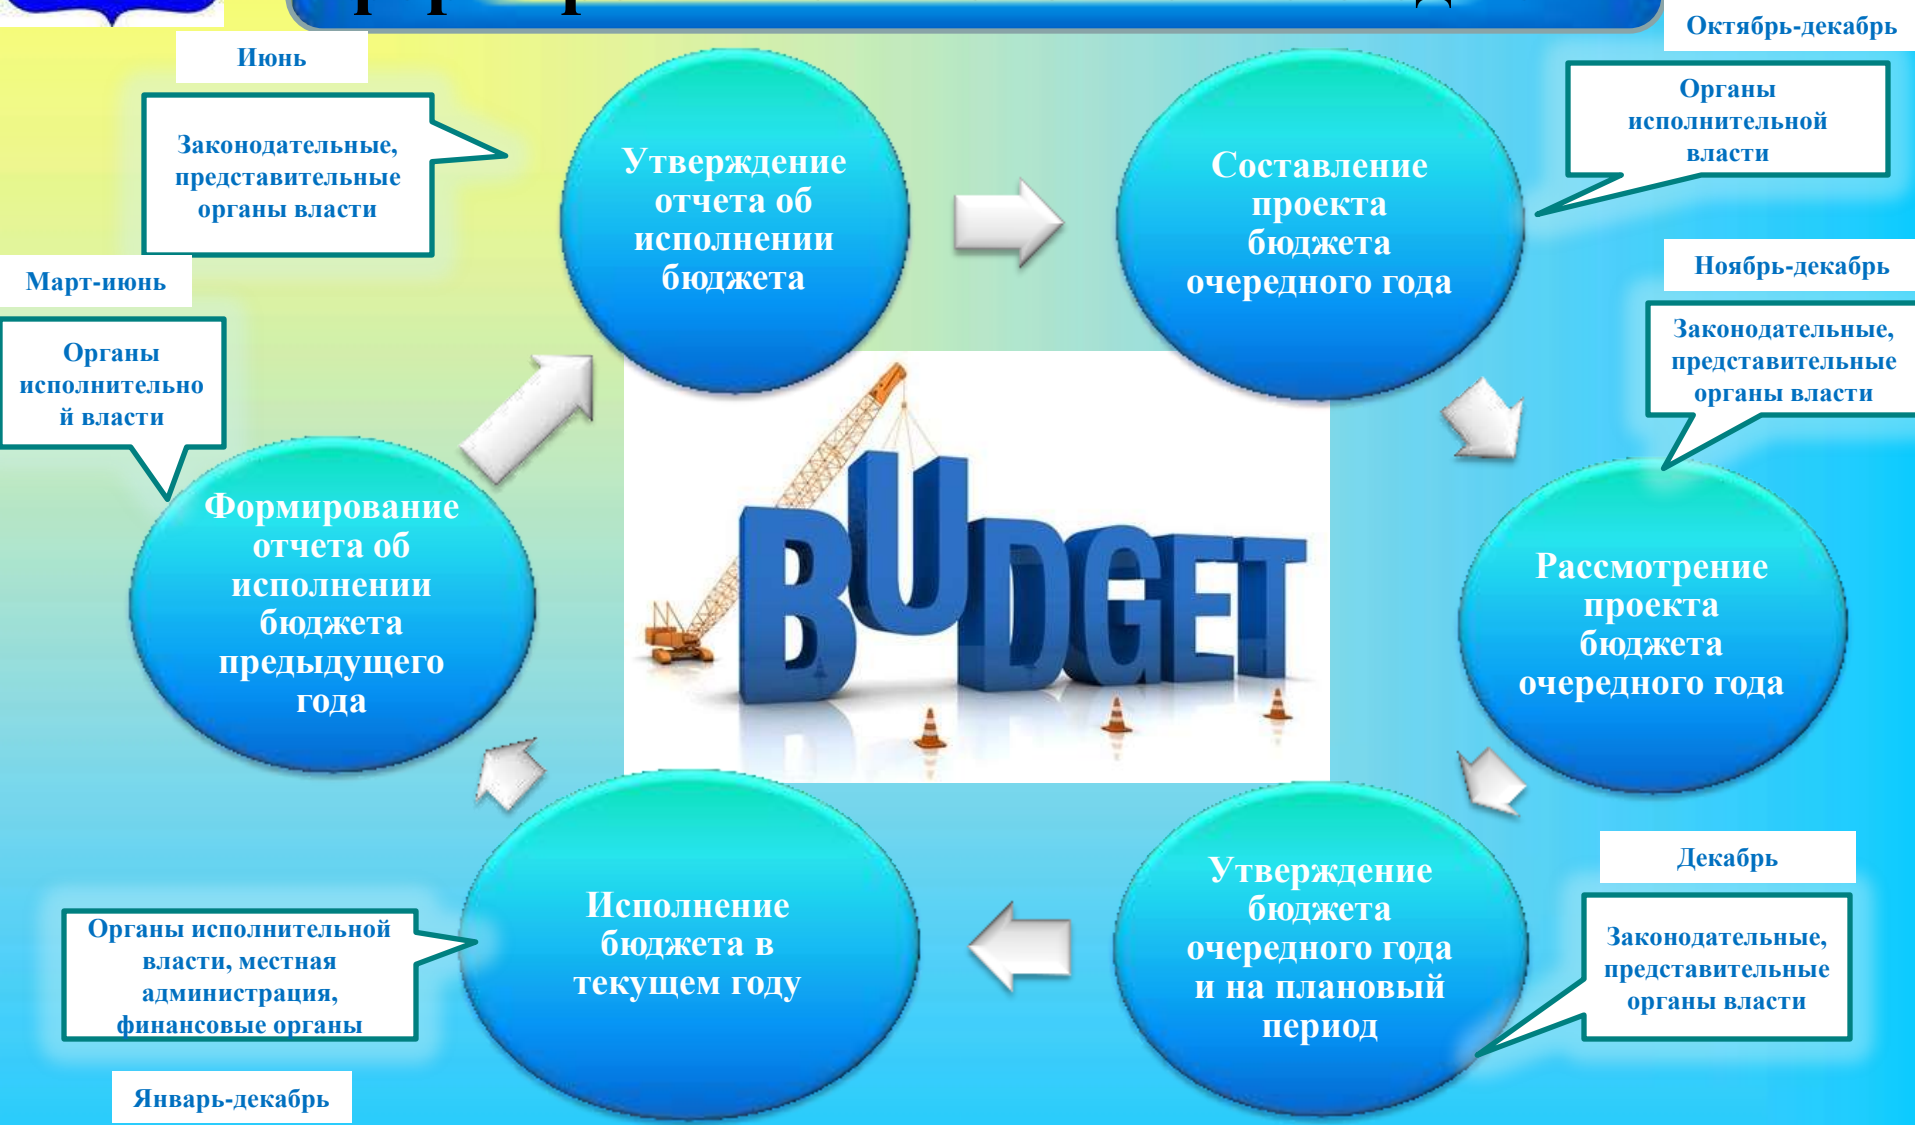 Июнь
Законодательные,
представительные
органы власти
Утверждение
отчета об
исполнении
бюджета
Октябрь-декабрь
Органы
исполнительной
власти
Составление
проекта
бюджета
очередного года
Ноябрь-декабрь
Законодательные,
представительные
органы власти
Рассмотрение
проекта
бюджета
очередного года
Декабрь
Законодательные,
представительные
органы власти
Утверждение
бюджета
очередного года
и на плановый
период
Исполнение
бюджета в
текущем году
Органы исполнительной
власти, местная
администрация,
финансовые органы
Январь-декабрь
Март-июнь
Органы
исполнительно
й власти
Формирование
отчета об
исполнении
бюджета
предыдущего
года
BUDGET